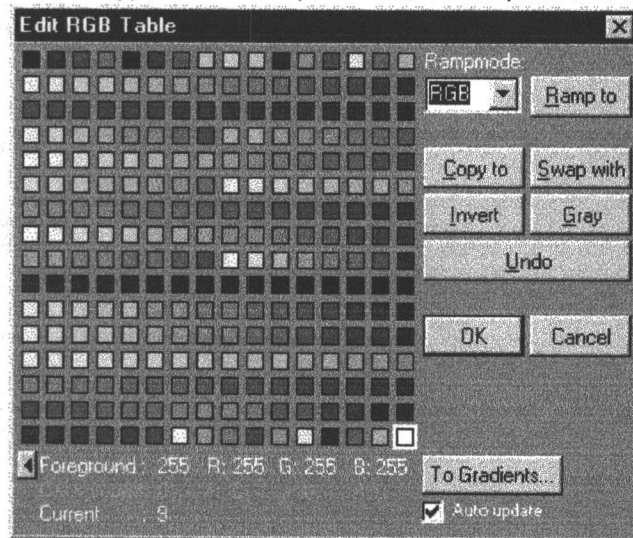 Edit RGB Table
Rampmode:
RGB
Ramp to
Copy to
Swap with
Invert
Gray
Undo
OK
Cancel
Foreground : 255 R: 255 G: 255 B: 255
To Gradients...
Current : 9
Auto update